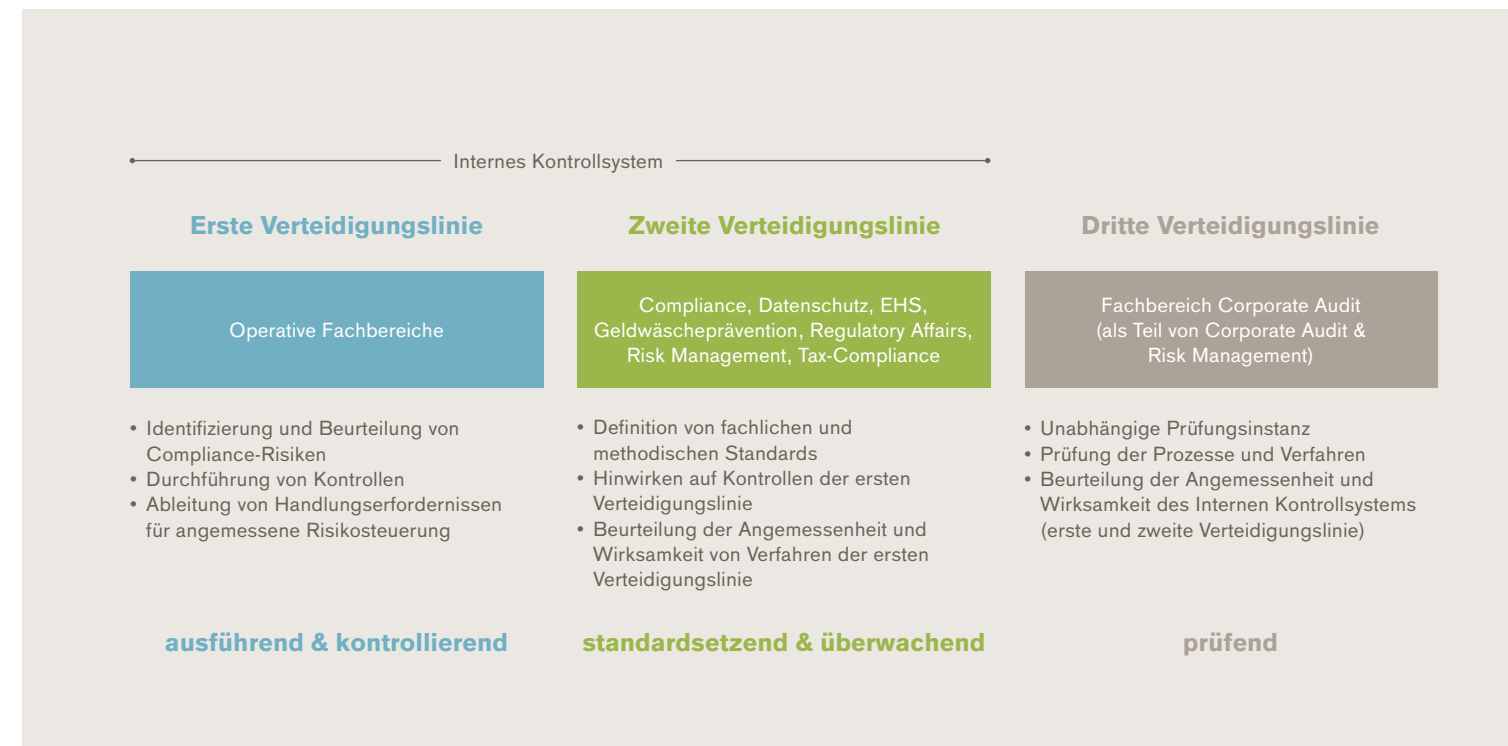 Internes Kontrollsystem
Erste Verteidigungslinie
Operative Fachbereiche
• Identifizierung und Beurteilung von
Compliance-Risiken
• Durchführung von Kontrollen
• Ableitung von Handlungserfordernissen
für angemessene Risikosteuerung
ausführend & kontrollierend
Zweite Verteidigungslinie
Compliance, Datenschutz, EHS,
Geldwäscheprävention, Regulatory Affairs,
Risk Management, Tax-Compliance
• Definition von fachlichen und
methodischen Standards
• Hinwirken auf Kontrollen der ersten
Verteidigungslinie
• Beurteilung der Angemessenheit und
Wirksamkeit von Verfahren der ersten
Verteidigungslinie
standardsetzend & überwachend
Dritte Verteidigungslinie
Fachbereich Corporate Audit
(als Teil von Corporate Audit &
Risk Management)
• Unabhängige Prüfungsinstanz
• Prüfung der Prozesse und Verfahren
• Beurteilung der Angemessenheit und
Wirksamkeit des Internen Kontrollsystems
(erste und zweite Verteidigungslinie)
prüfend